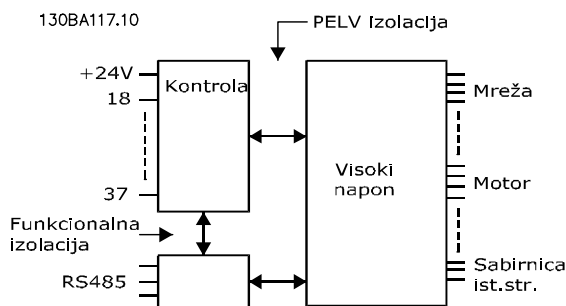 130BA117.10
PELV izolacija
+24V
Kontrola
18
Mreža
Visoki
napon
37
Motor
Funkcionalna
izolacija
RS485
Sabirnica
ist.str.